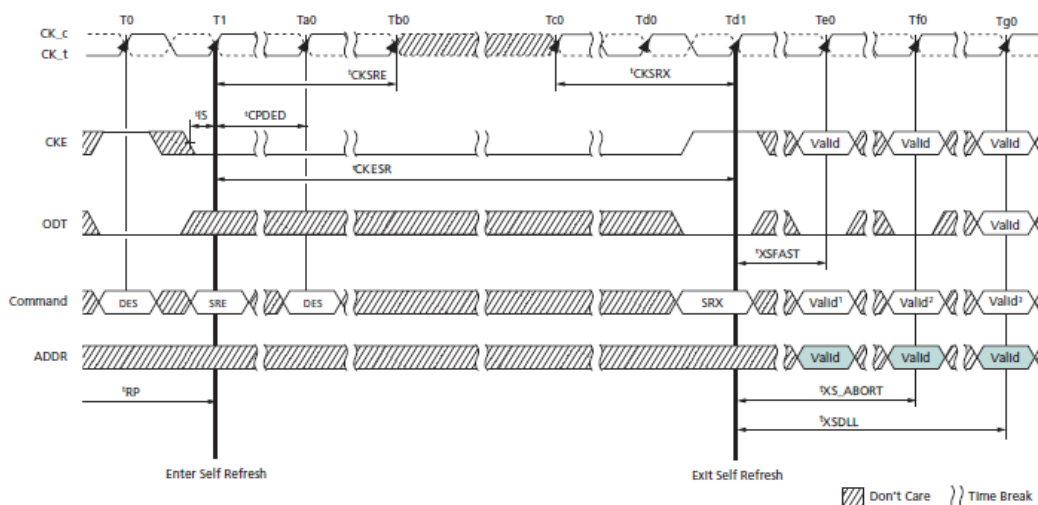 T0 T1 Ta0 Tb0 Tc0 Td0 Td1 Te0 Tf0 Tg0
CK_c
CK_t
tCKSRE tCKSRX
tIS tCPDED
CKE Valid Valid Valid
tCKESR
ODT Valid
tXSFAST
Command DES SRE DES SRX Valid1 Valid2 Valid3
ADDR Valid Valid Valid
tRP tXS_ABORT
tXSDLL
Enter Self Refresh Exit Self Refresh
Don't Care Time Break